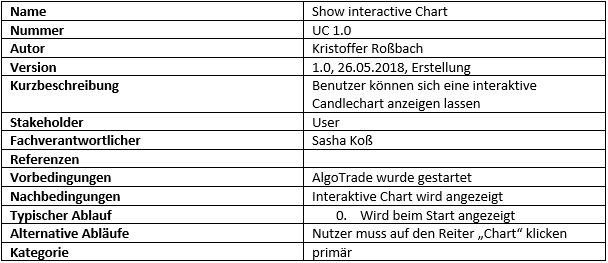 Name Show interactive Chart
Nummer UC 1.0
Autor Kristoffer Roßbach
Version 1.0, 26.05.2018, Erstellung
Kurzbeschreibung Benutzer können sich eine interaktive
Candlechart anzeigen lassen
Stakeholder User
Fachverantwortlicher Sasha Koß
Referenzen
Vorbedingungen AlgoTrade wurde gestartet
Nachbedingungen Interaktive Chart wird angezeigt
Typischer Ablauf 0. Wird beim Start angezeigt
Alternative Abläufe Nutzer muss auf den Reiter „Chart“ klicken
Kategorie primär